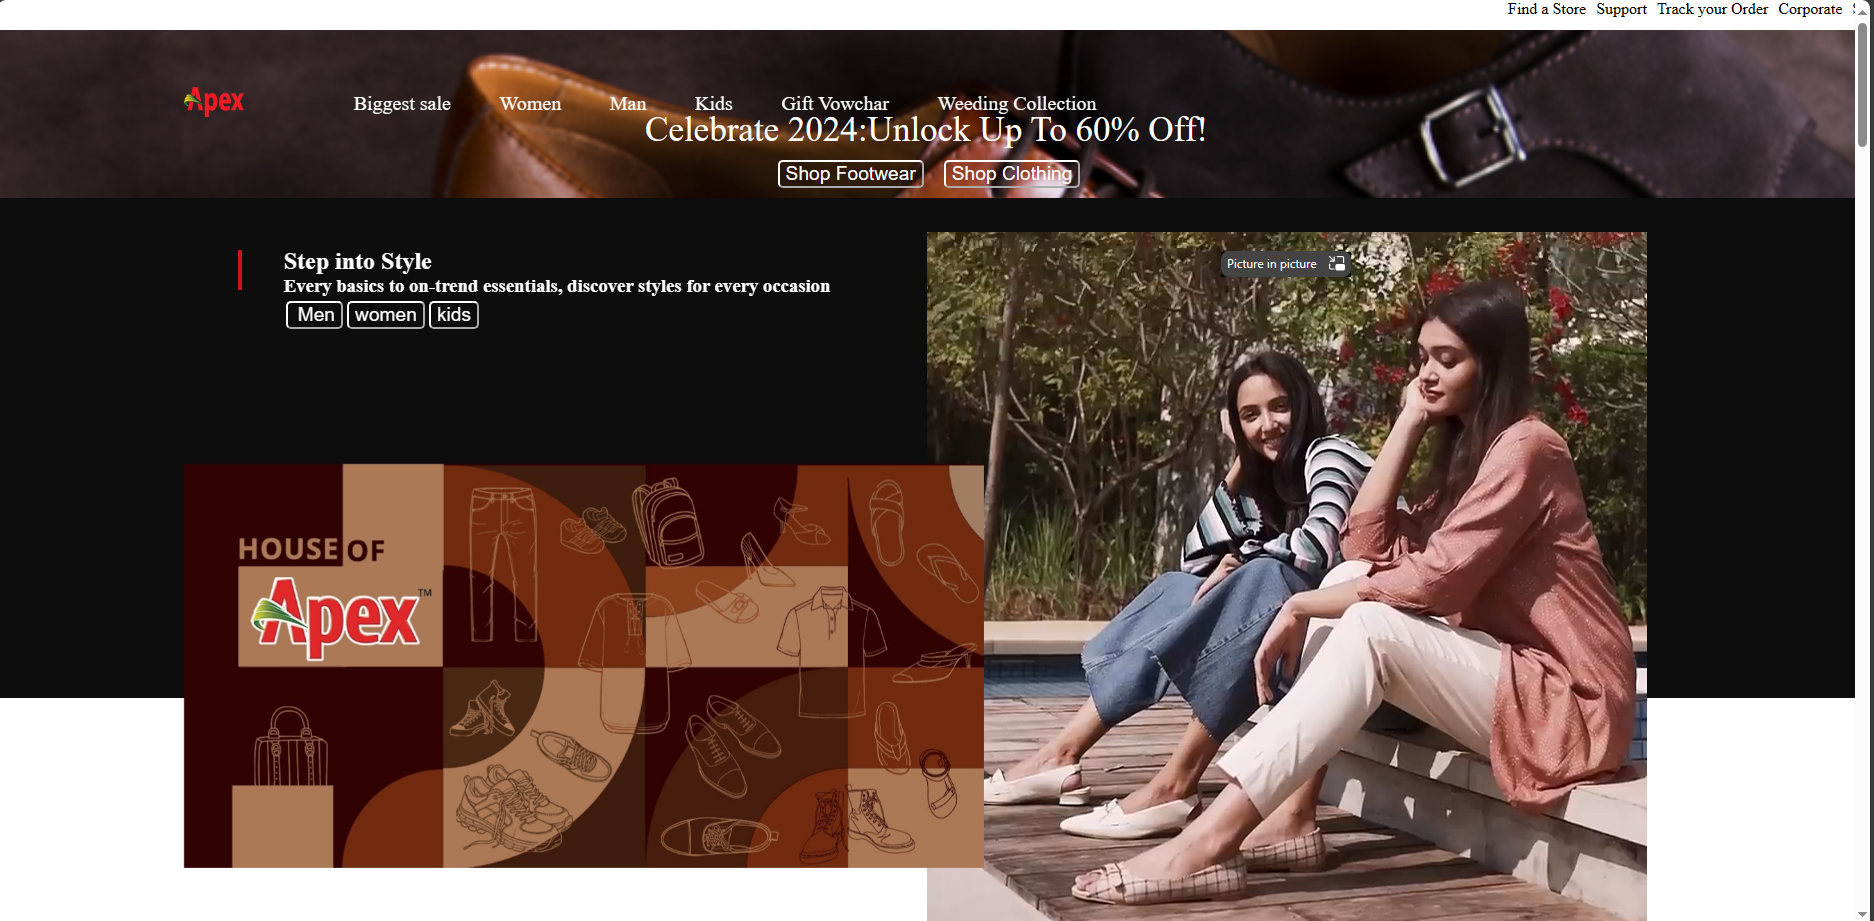 Find a Store Support Track your Order Corporate
Apex
Biggest sale Women Man Kids Gift Vowchar Weeding Collection
Celebrate 2024:Unlock Up To 60% Off!
Shop Footwear Shop Clothing
Step into Style
Every basics to on-trend essentials, discover styles for every occasion
Men women kids
Picture in picture
HOUSE OF
Apex™